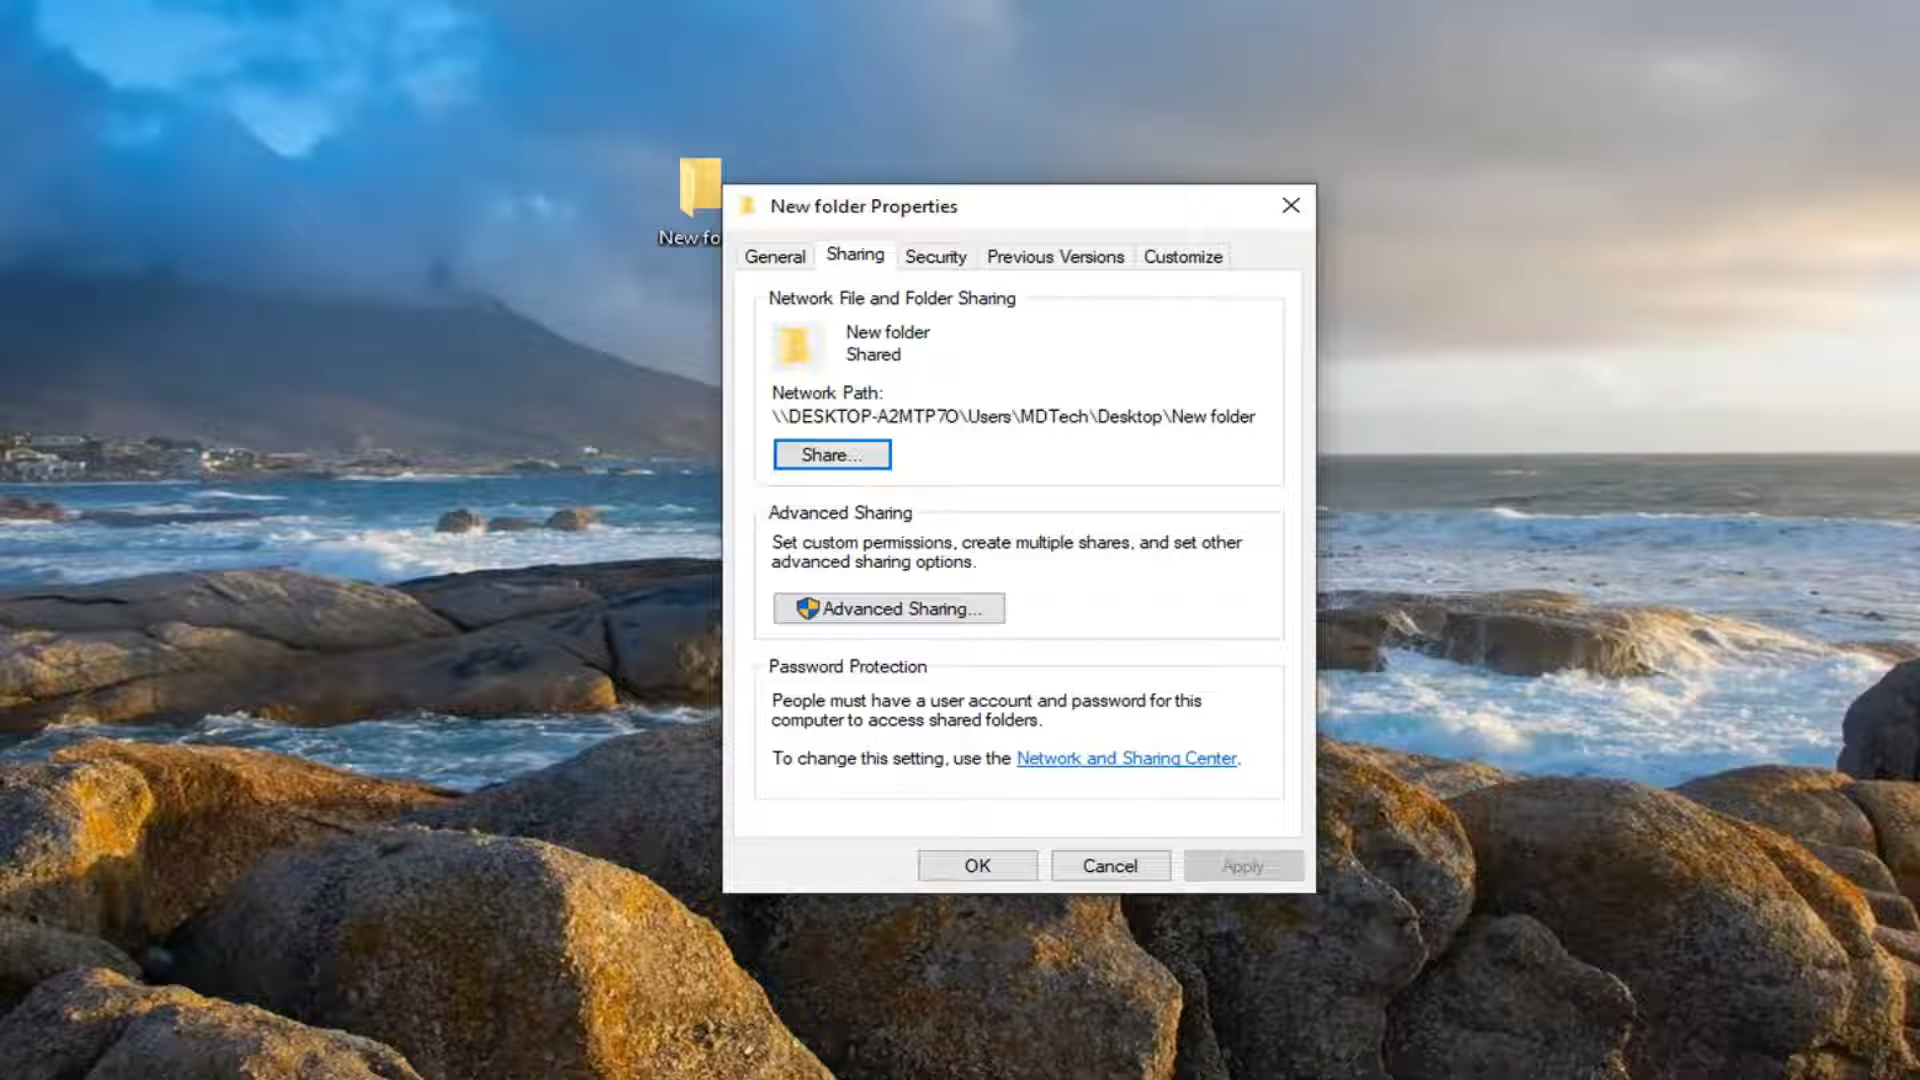 New fo
New folder Properties
General Sharing Security Previous Versions Customize
Network File and Folder Sharing
New folder
Shared
Network Path:
\\DESKTOP-A2MTP7O\Users\MDTech\Desktop\New folder
Share...
Advanced Sharing
Set custom permissions, create multiple shares, and set other
advanced sharing options.
Advanced Sharing...
Password Protection
People must have a user account and password for this
computer to access shared folders.
To change this setting, use the Network and Sharing Center.
OK Cancel Apply